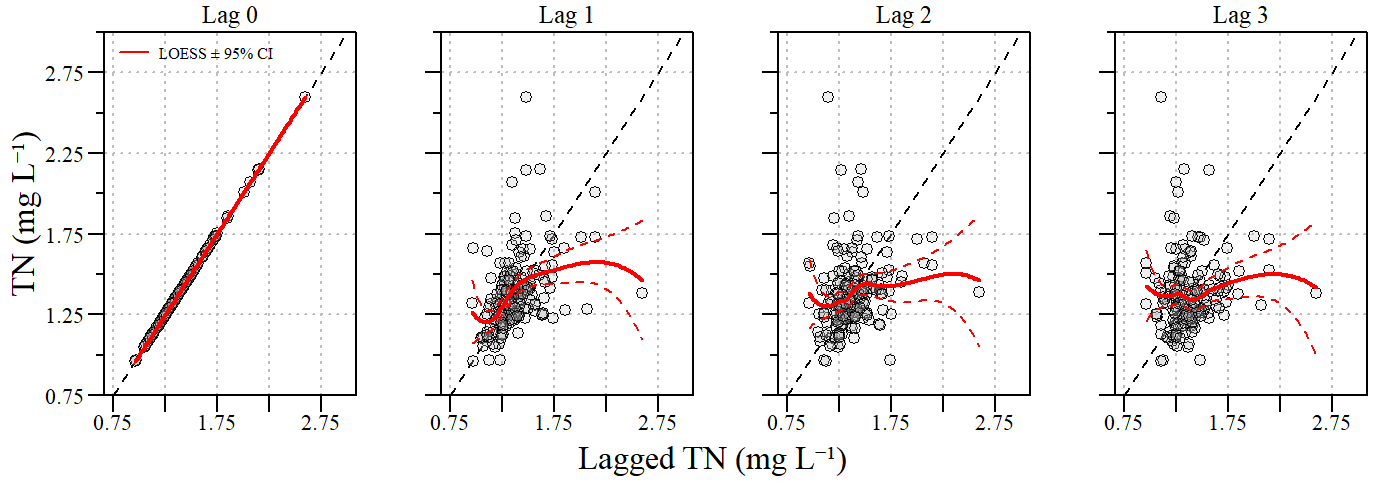 Lag 0 Lag 1 Lag 2 Lag 3
LOESS ± 95% CI
TN (mg L⁻¹)
2.75
2.25
1.75
1.25
0.75
0.75 1.75 2.75 0.75 1.75 2.75 0.75 1.75 2.75 0.75 1.75 2.75
Lagged TN (mg L⁻¹)